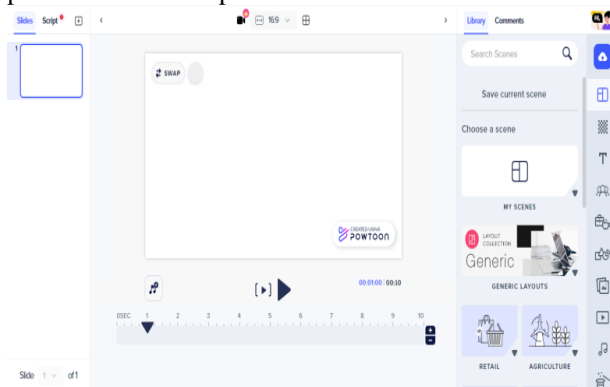 Slides Script Library Comments
16:9
1
SWAP
Search Scenes
Save current scene
Choose a scene
MY SCENES
CREATED USING
POWTOON
LAYOUT
COLLECTION
Generic
GENERIC LAYOUTS
00:01:00 00:10
0SEC 1 2 3 4 5 6 7 8 9 10
RETAIL AGRICULTURE
Slide 1 of 1